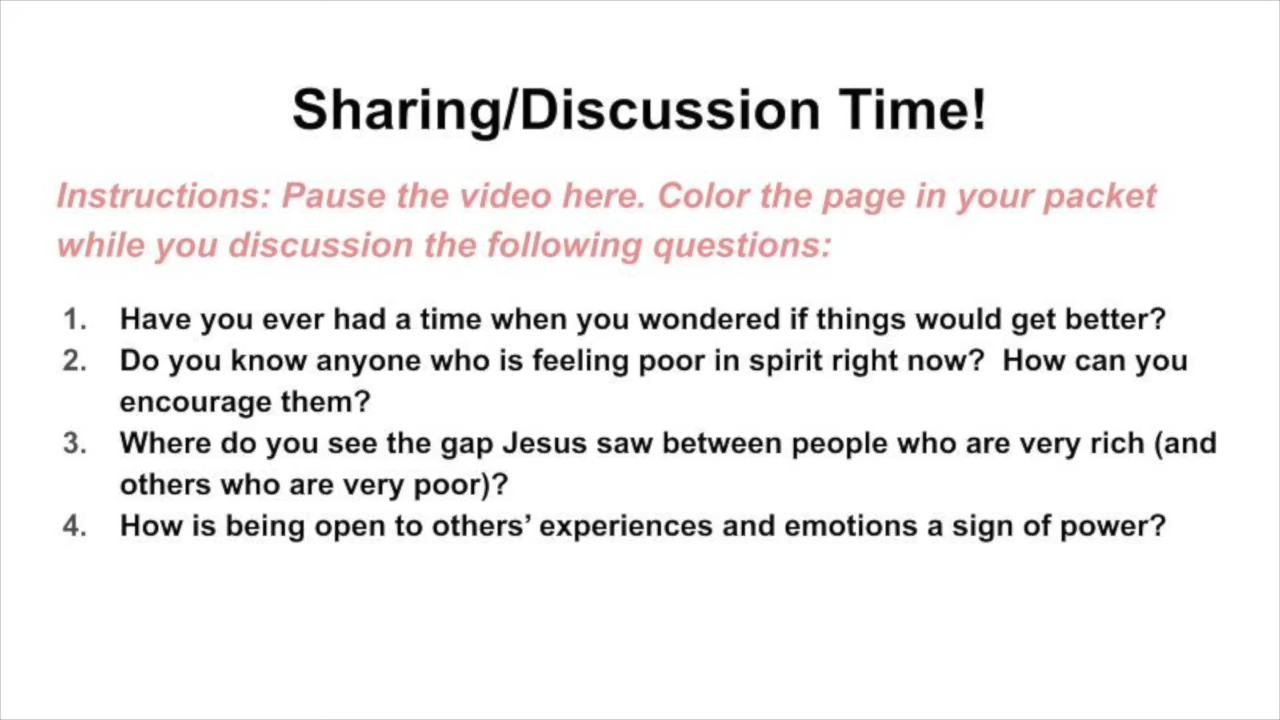 Sharing/Discussion Time!
Instructions: Pause the video here. Color the page in your packet
while you discussion the following questions:
1. Have you ever had a time when you wondered if things would get better?
2. Do you know anyone who is feeling poor in spirit right now?  How can you
encourage them?
3. Where do you see the gap Jesus saw between people who are very rich (and
others who are very poor)?
4. How is being open to others’ experiences and emotions a sign of power?